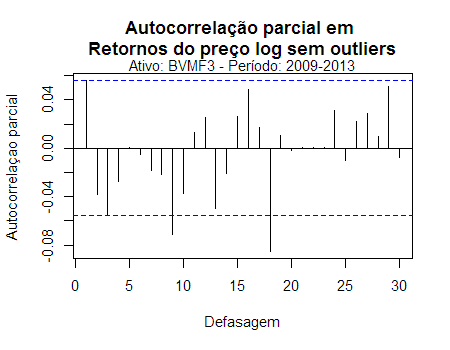 Autocorrelação parcial em
Retornos do preço log sem outliers
Ativo: BVMF3 - Período: 2009-2013
Autocorrelaçao parcial
0.04
0.00
-0.04
-0.08
0 5 10 15 20 25 30
Defasagem